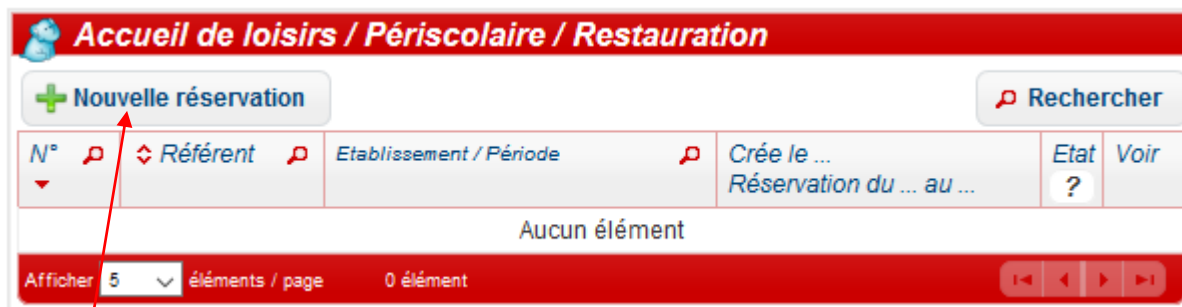 Accueil de loisirs / Périscolaire / Restauration
Nouvelle réservation
Rechercher
N° Référent Etablissement / Période Crée le ... Etat Voir
Réservation du ... au ... ?
Aucun élément
Afficher 5 éléments / page 0 élément